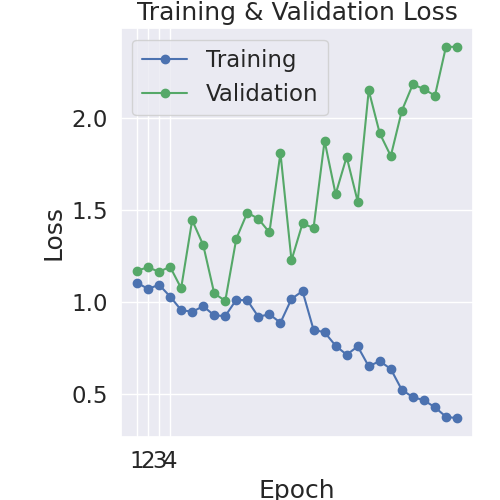 Training & Validation Loss
Training
Validation
Loss
2.0
1.5
1.0
0.5
1234
Epoch